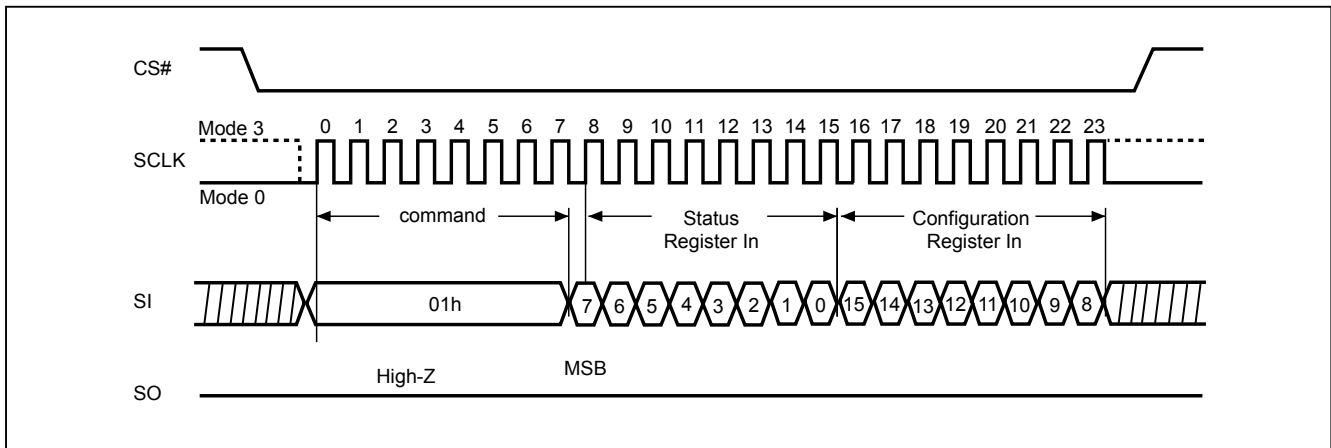 CS#
Mode 3
0 1 2 3 4 5 6 7 8 9 10 11 12 13 14 15 16 17 18 19 20 21 22 23
SCLK
Mode 0
command
Status
Register In
Configuration
Register In
SI
01h
7 6 5 4 3 2 1 0 15 14 13 12 11 10 9 8
High-Z
MSB
SO